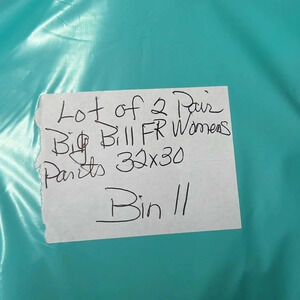 Lot of 2 Pair
Big Bill FR Womens
Pants 32x30
Bin 11